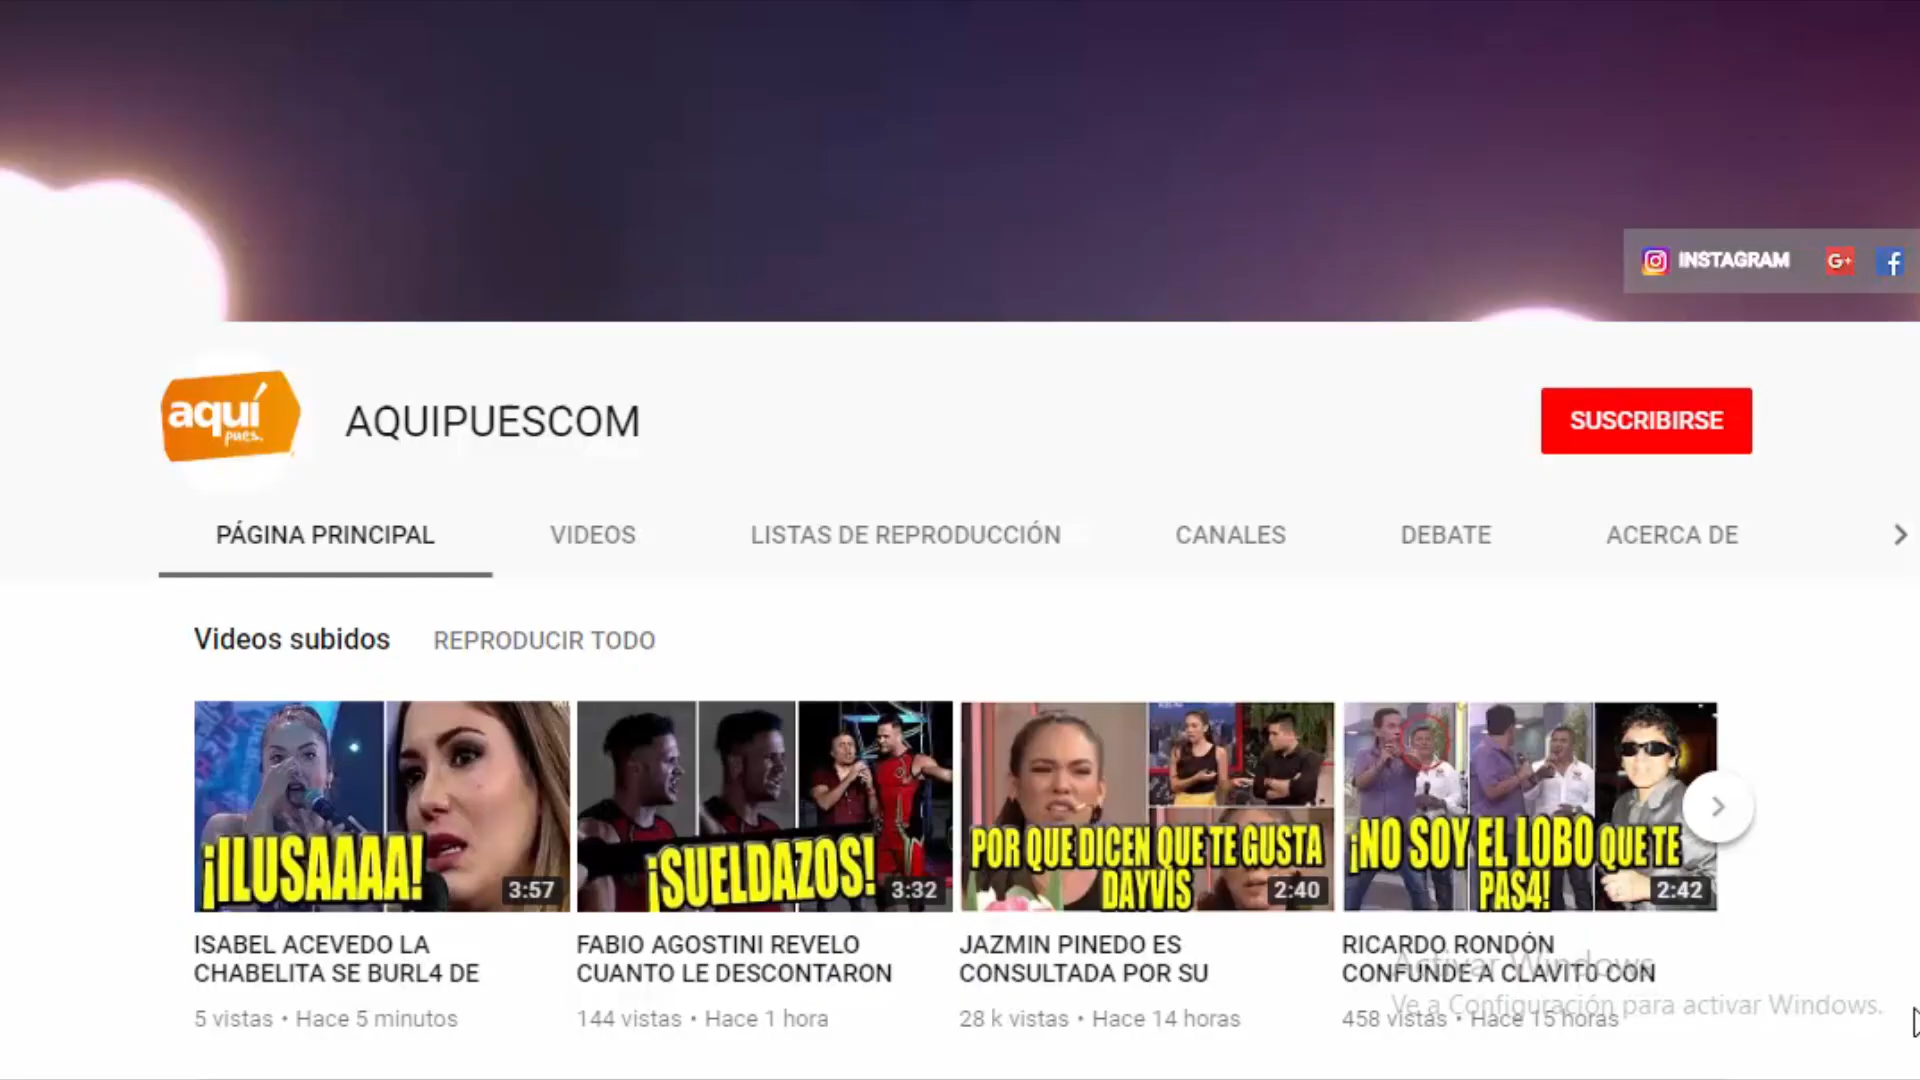 INSTAGRAM
G+
f
aquí
pues.
AQUIPUESCOM
SUSCRIBIRSE
PÁGINA PRINCIPAL
VIDEOS
LISTAS DE REPRODUCCIÓN
CANALES
DEBATE
ACERCA DE
Videos subidos
REPRODUCIR TODO
¡ILUSAAAA!
3:57
¡SUELDAZOS!
3:32
POR QUE DICEN QUE TE GUSTA
DAYVIS
2:40
¡NO SOY EL LOBO QUE TE
PAS4!
2:42
ISABEL ACEVEDO LA
CHABELITA SE BURL4 DE
5 vistas • Hace 5 minutos
FABIO AGOSTINI REVELO
CUANTO LE DESCONTARON
144 vistas • Hace 1 hora
JAZMIN PINEDO ES
CONSULTADA POR SU
28 k vistas • Hace 14 horas
RICARDO RONDÓN
CONFUNDE A CLAVIT0 CON
458 vistas • Hace 15 horas
Activar Windows
Ve a Configuración para activar Windows.